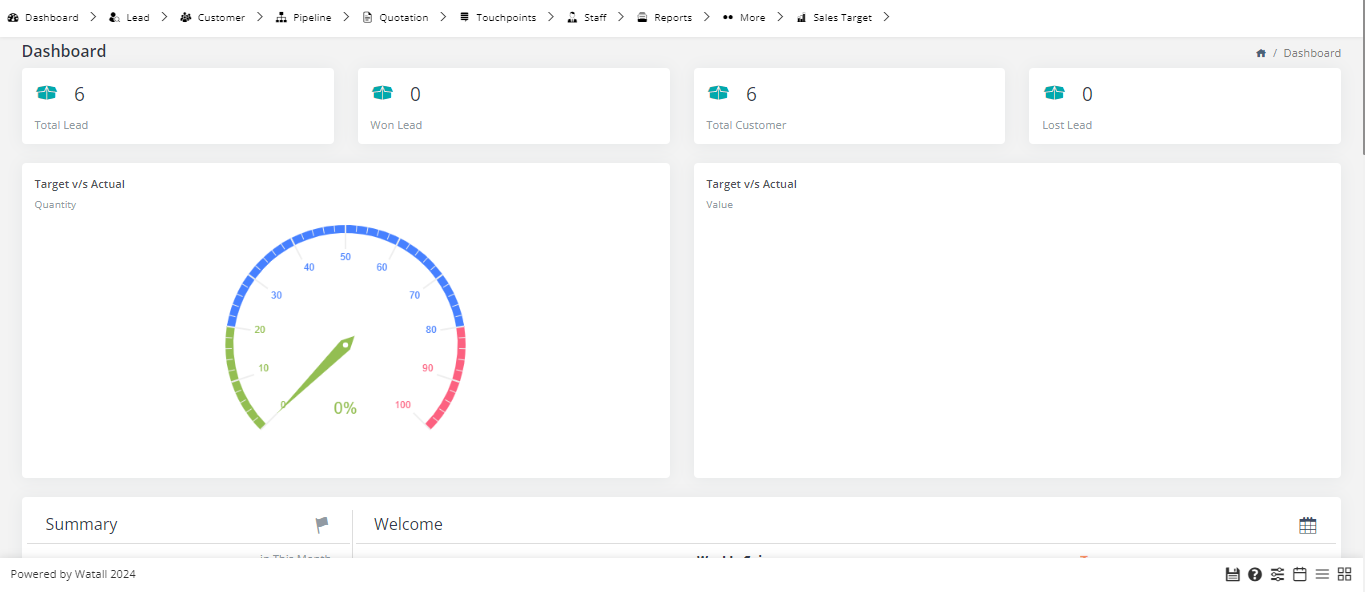 Dashboard Lead Customer Pipeline Quotation Touchpoints Staff Reports More Sales Target
Dashboard
/ Dashboard
6
Total Lead
0
Won Lead
6
Total Customer
0
Lost Lead
Target v/s Actual
Quantity
0 10 20 30 40 50 60 70 80 90 100
0%
Target v/s Actual
Value
Summary
Welcome
in This Month
Powered by Watall 2024